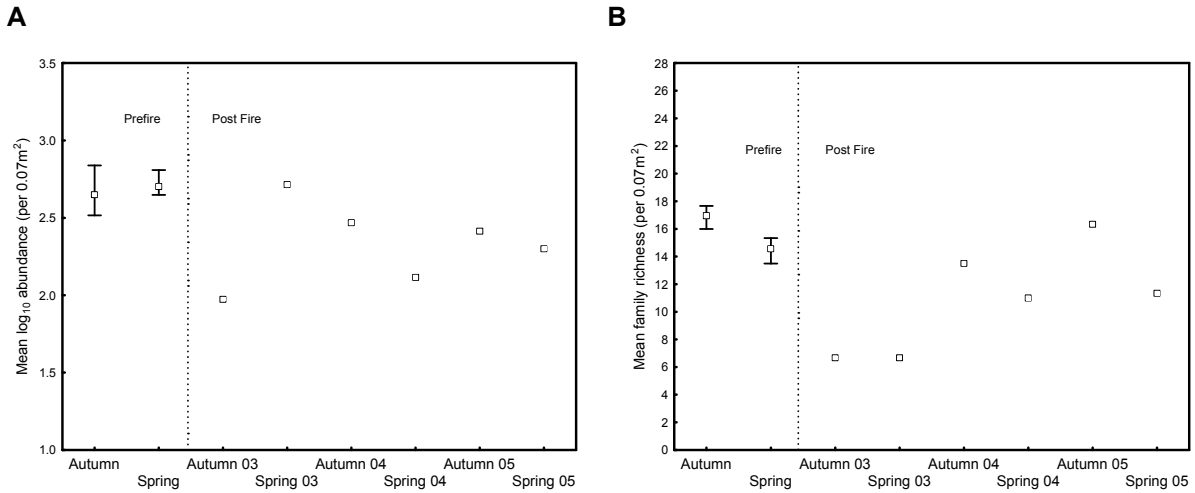 A
Mean log₁₀ abundance (per 0.07m²)
3.5
3.0
2.5
2.0
1.5
1.0
Prefire
Post Fire
Autumn
Spring
Autumn 03
Spring 03
Autumn 04
Spring 04
Autumn 05
Spring 05
B
Mean family richness (per 0.07m²)
28
26
24
22
20
18
16
14
12
10
8
6
4
2
0
Prefire
Post Fire
Autumn
Spring
Autumn 03
Spring 03
Autumn 04
Spring 04
Autumn 05
Spring 05